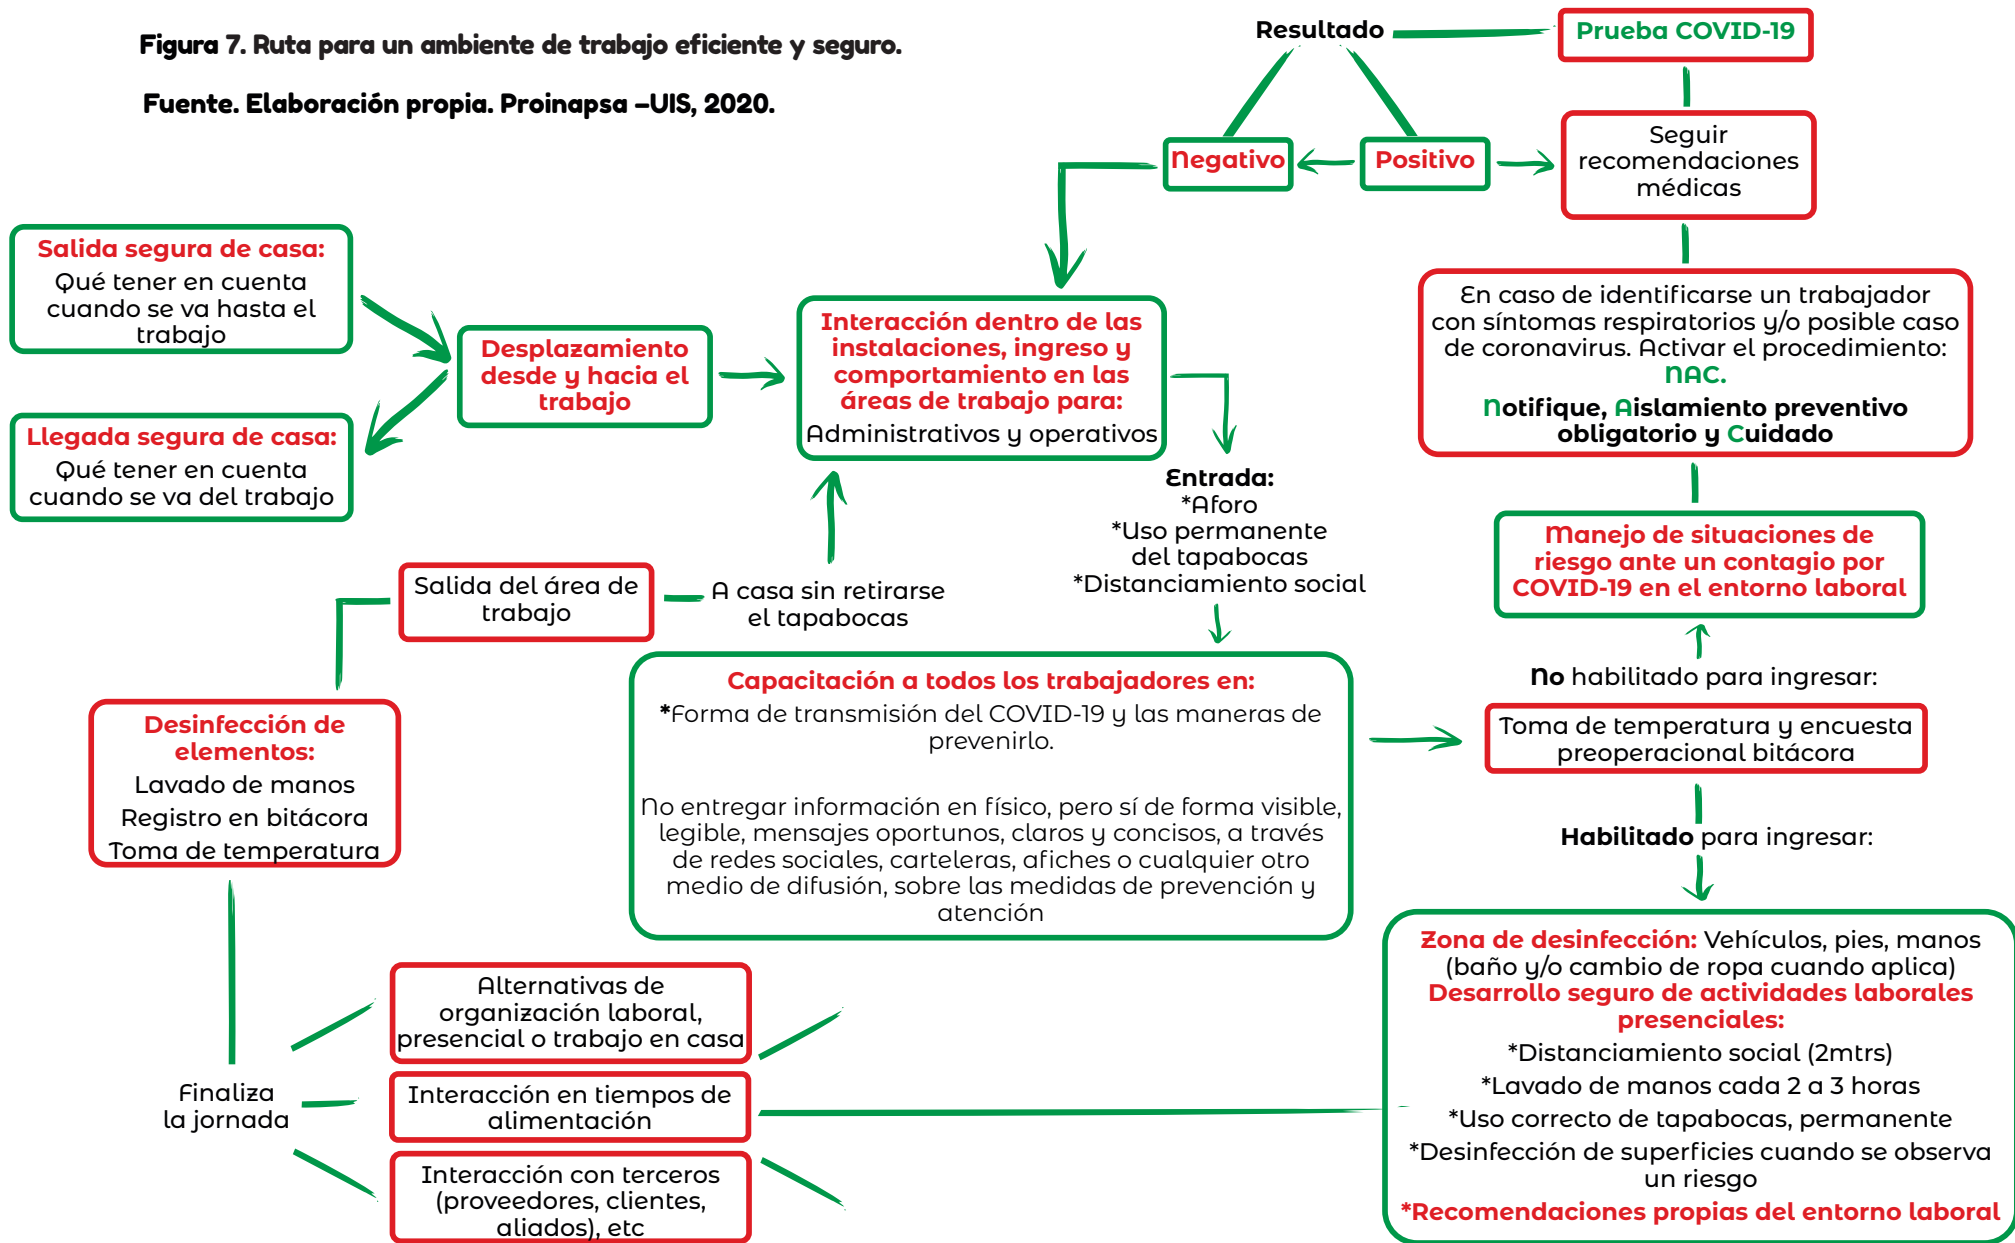 Figura 7. Ruta para un ambiente de trabajo eficiente y seguro.
Fuente. Elaboración propia. Proinapsa –UIS, 2020.
Resultado
Prueba COVID-19
Negativo
Positivo
Seguir
recomendaciones
médicas
Salida segura de casa:
Qué tener en cuenta
cuando se va hasta el
trabajo
Llegada segura de casa:
Qué tener en cuenta
cuando se va del trabajo
Desplazamiento
desde y hacia el
trabajo
Interacción dentro de las
instalaciones, ingreso y
comportamiento en las
áreas de trabajo para:
Administrativos y operativos
En caso de identificarse un trabajador
con síntomas respiratorios y/o posible caso
de coronavirus. Activar el procedimiento:
NAC.
Notifique, Aislamiento preventivo
obligatorio y Cuidado
Entrada:
*Aforo
*Uso permanente
del tapabocas
*Distanciamiento social
Manejo de situaciones de
riesgo ante un contagio por
COVID-19 en el entorno laboral
Salida del área de
trabajo
A casa sin retirarse
el tapabocas
Capacitación a todos los trabajadores en:
*Forma de transmisión del COVID-19 y las maneras de
prevenirlo.
No entregar información en físico, pero sí de forma visible,
legible, mensajes oportunos, claros y concisos, a través
de redes sociales, carteleras, afiches o cualquier otro
medio de difusión, sobre las medidas de prevención y
atención
No habilitado para ingresar:
Toma de temperatura y encuesta
preoperacional bitácora
Habilitado para ingresar:
Desinfección de
elementos:
Lavado de manos
Registro en bitácora
Toma de temperatura
Zona de desinfección: Vehículos, pies, manos
(baño y/o cambio de ropa cuando aplica)
Desarrollo seguro de actividades laborales
presenciales:
*Distanciamiento social (2mtrs)
*Lavado de manos cada 2 a 3 horas
*Uso correcto de tapabocas, permanente
*Desinfección de superficies cuando se observa
un riesgo
*Recomendaciones propias del entorno laboral
Finaliza
la jornada
Alternativas de
organización laboral,
presencial o trabajo en casa
Interacción en tiempos de
alimentación
Interacción con terceros
(proveedores, clientes,
aliados), etc